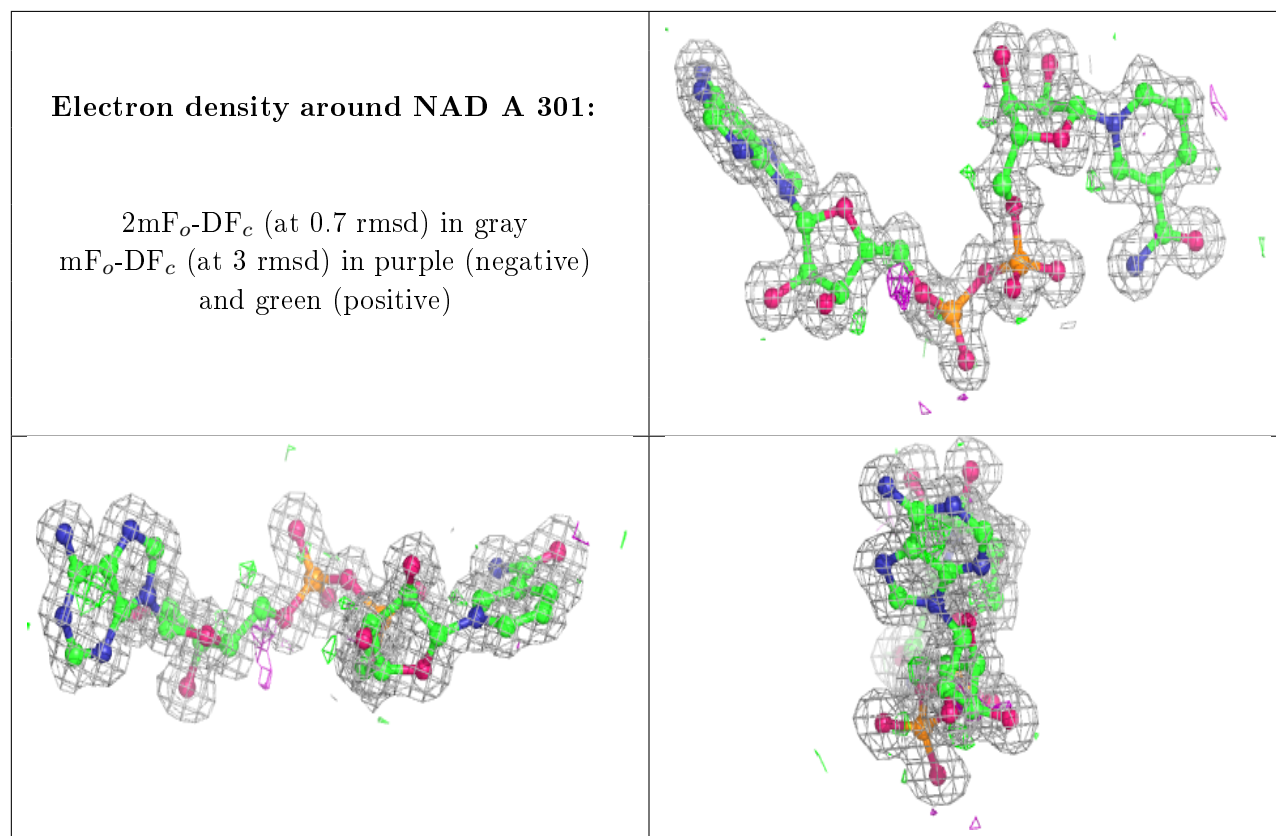 Electron density around NAD A 301:
2mFₒ-DF𝒸 (at 0.7 rmsd) in gray
mFₒ-DF𝒸 (at 3 rmsd) in purple (negative)
and green (positive)